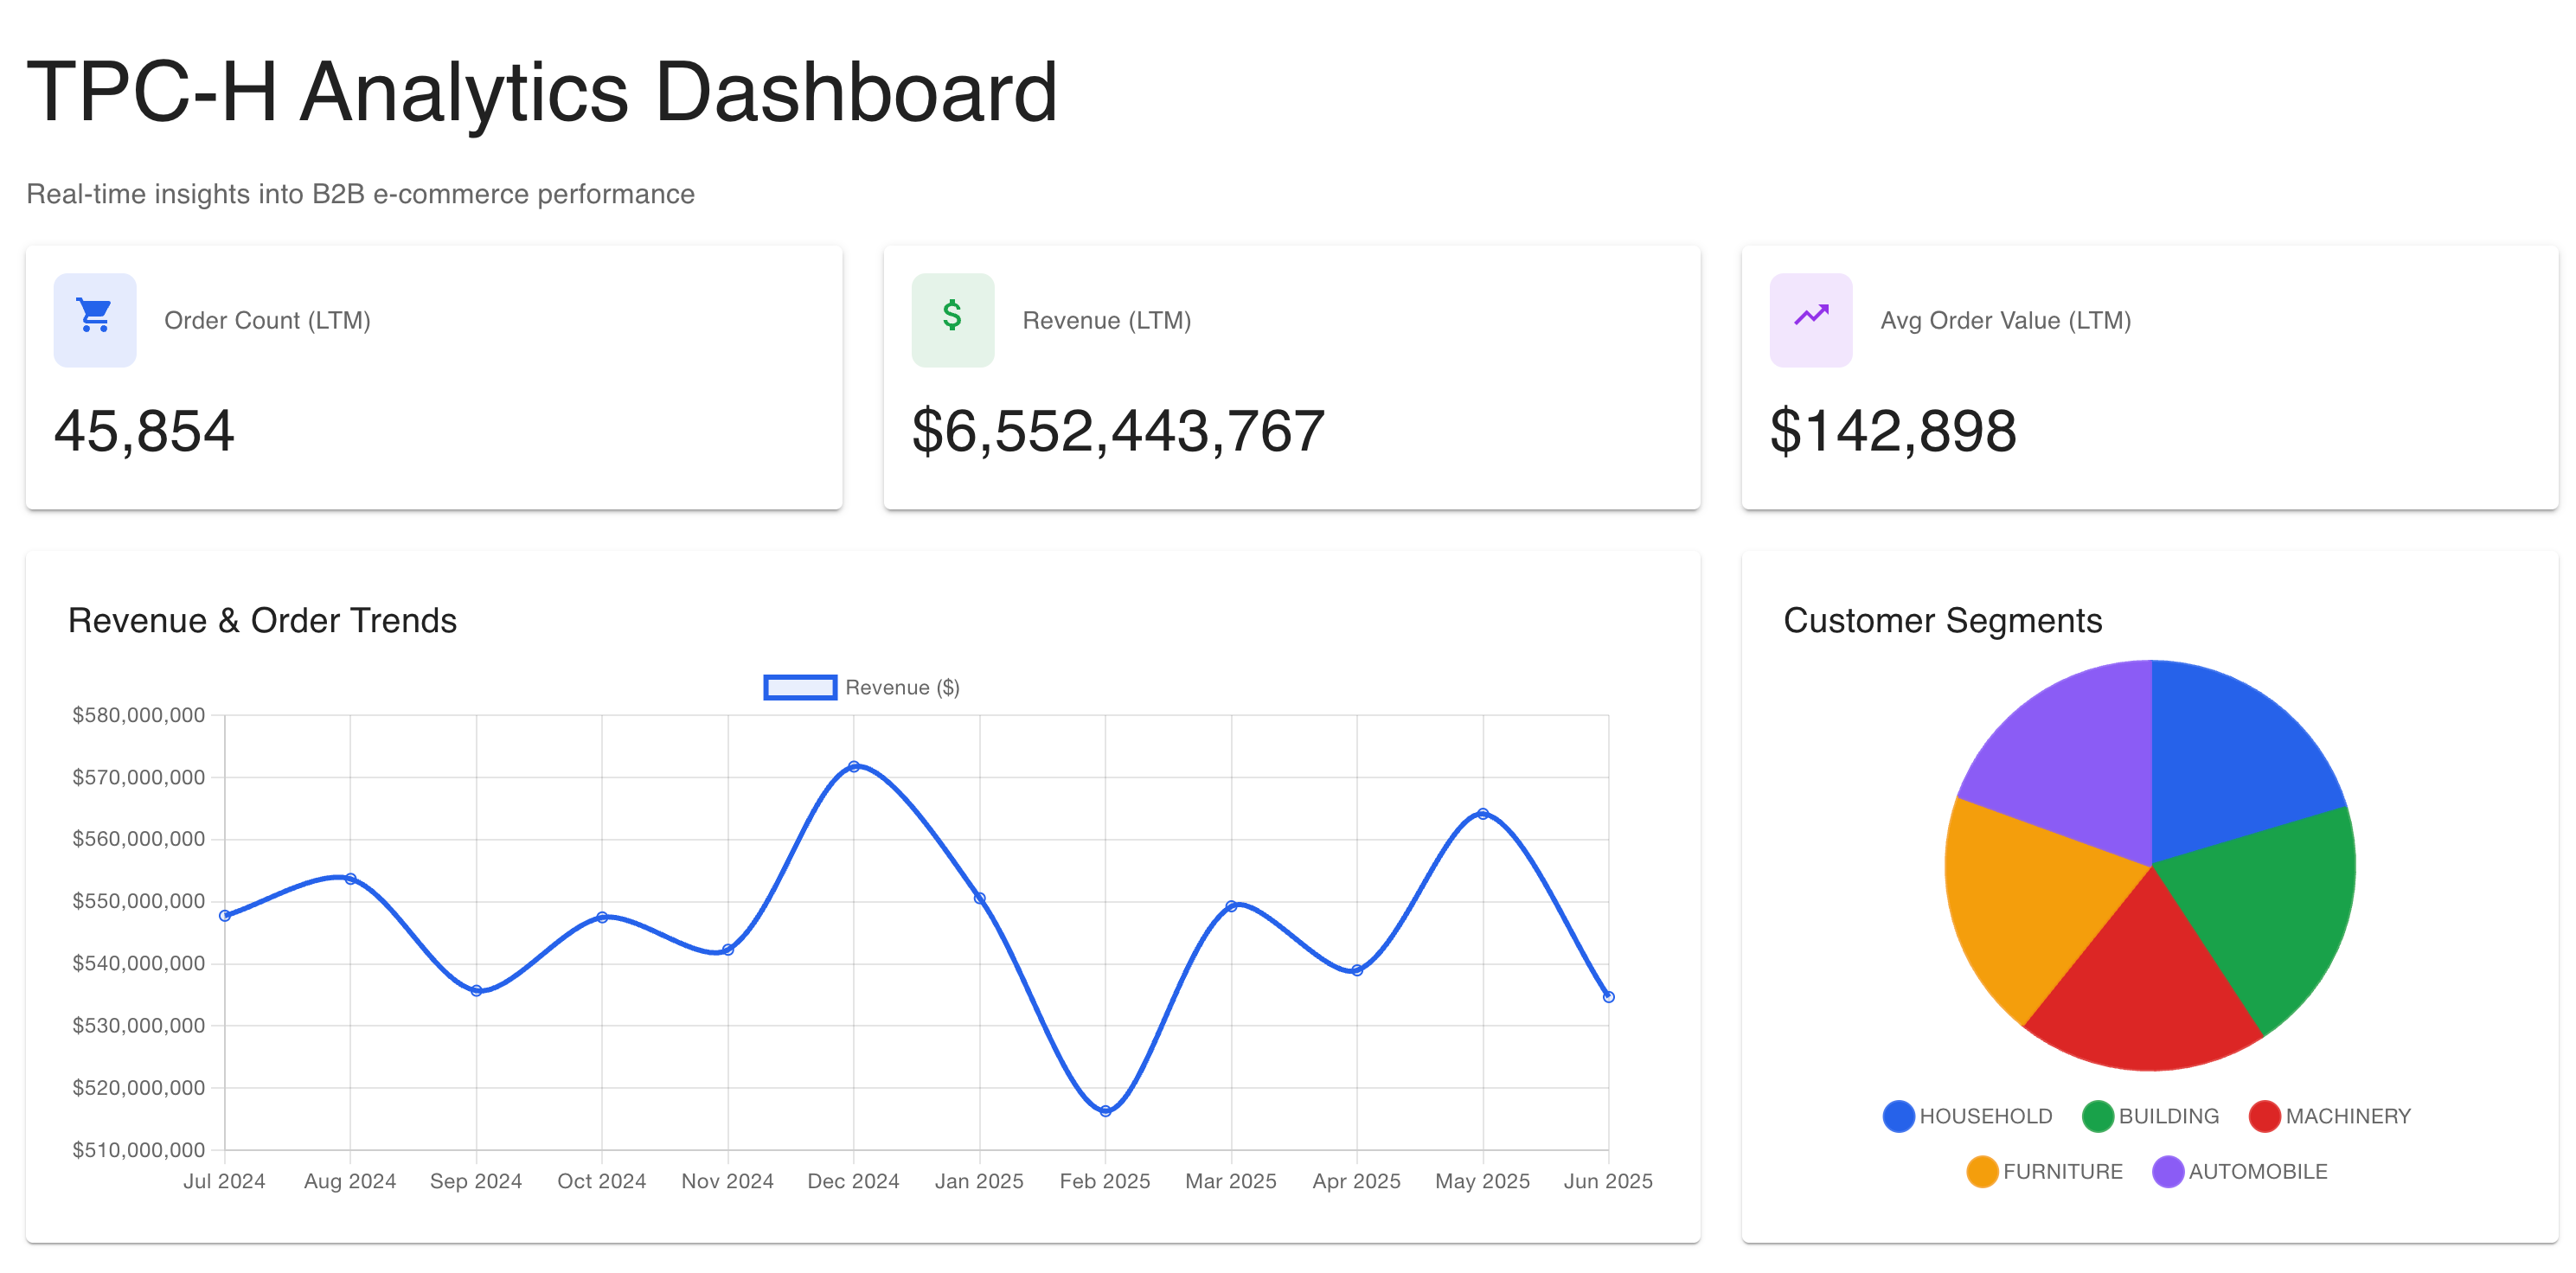 TPC-H Analytics Dashboard
Real-time insights into B2B e-commerce performance
Order Count (LTM)
45,854
$
Revenue (LTM)
$6,552,443,767
Avg Order Value (LTM)
$142,898
Revenue & Order Trends
Revenue ($)
$580,000,000
$570,000,000
$560,000,000
$550,000,000
$540,000,000
$530,000,000
$520,000,000
$510,000,000
Jul 2024 Aug 2024 Sep 2024 Oct 2024 Nov 2024 Dec 2024 Jan 2025 Feb 2025 Mar 2025 Apr 2025 May 2025 Jun 2025
Customer Segments
HOUSEHOLD BUILDING MACHINERY
FURNITURE AUTOMOBILE